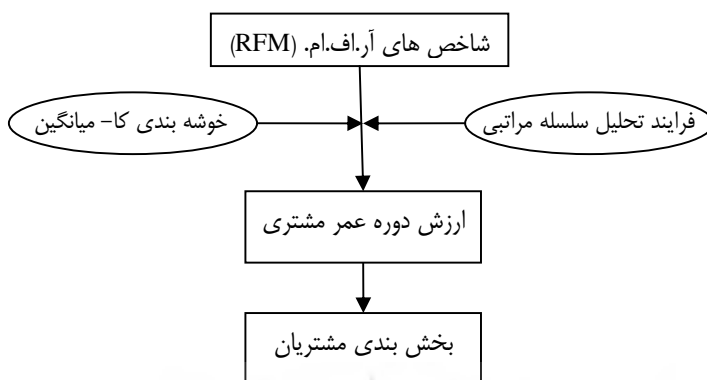 شاخص های آر.اف.ام. (RFM)
فرایند تحلیل سلسله مراتبی
خوشه بندی کا- میانگین
ارزش دوره عمر مشتری
بخش بندی مشتریان